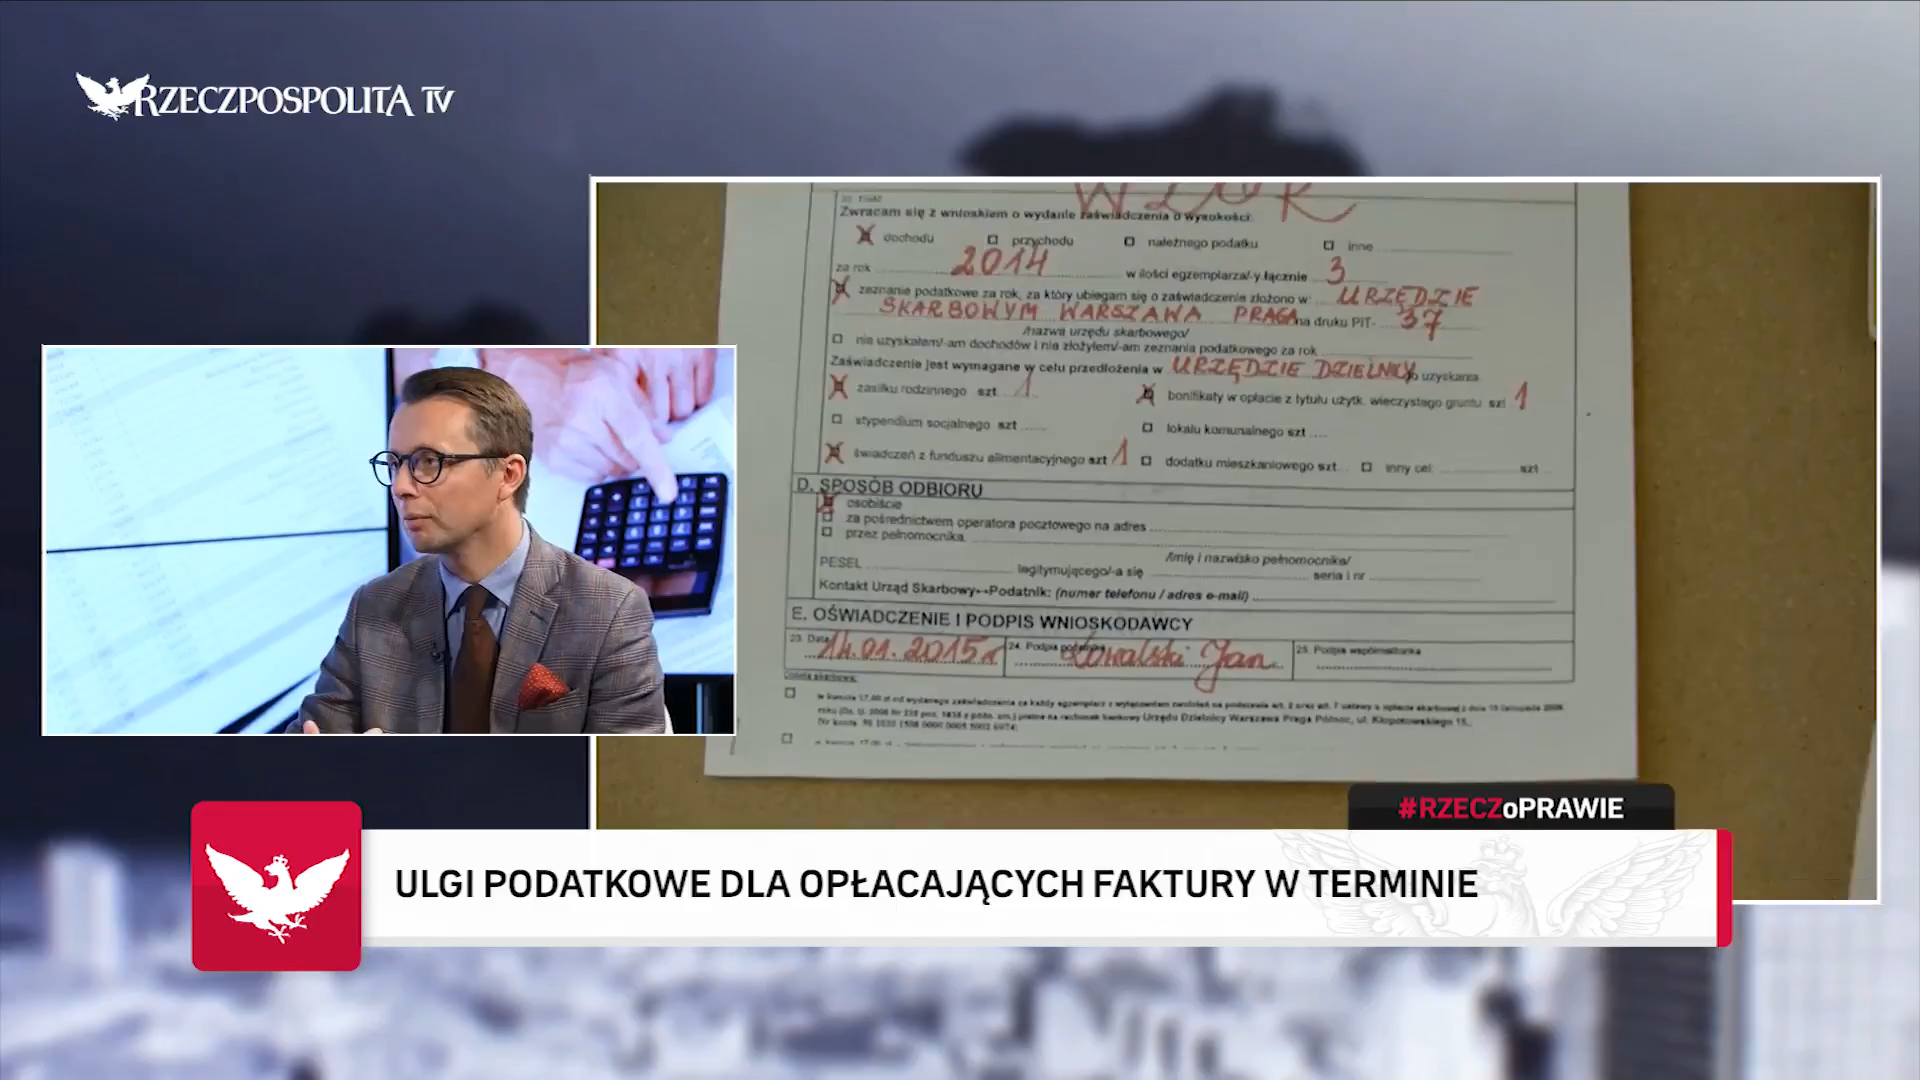 RZECZPOSPOLITA TV
WZÓR
Zwracam się z wnioskiem o wydanie zaświadczenia o wysokości:
dochodu przychodu należnego podatku inne
za rok 2014 w ilości egzemplarza/-y łącznie 3
zeznanie podatkowe za rok, za który ubiegam się o zaświadczenie złożono w: URZĘDZIE
SKARBOWYM WARSZAWA PRAGA na druku PIT- 37
/nazwa urzędu skarbowego/
nie uzyskałem/-am dochodów i nie złożyłem/-am zeznania podatkowego za rok
Zaświadczenie jest wymagane w celu przedłożenia w URZĘDZIE DZIELNICY uzyskania
zasiłku rodzinnego szt 1 bonifikaty w opłacie z tytułu użytk. wieczystego gruntu szt 1
stypendium socjalnego szt ...... lokalu komunalnego szt ....
świadczeń z funduszu alimentacyjnego szt 1 dodatku mieszkaniowego szt... inny cel: szt
D. SPOSÓB ODBIORU
osobiście
za pośrednictwem operatora pocztowego na adres
przez pełnomocnika
/imię i nazwisko pełnomocnika/
PESEL legitymującego/-a się seria i nr
Kontakt Urząd Skarbowy↔Podatnik: (numer telefonu / adres e-mail)
E. OŚWIADCZENIE I PODPIS WNIOSKODAWCY
23. Data 14.01.2015r 24. Podpis podatnika Kowalski Jan 25. Podpis współmałżonka
Opłata skarbowa:
#RZECZoPRAWIE
ULGI PODATKOWE DLA OPŁACAJĄCYCH FAKTURY W TERMINIE